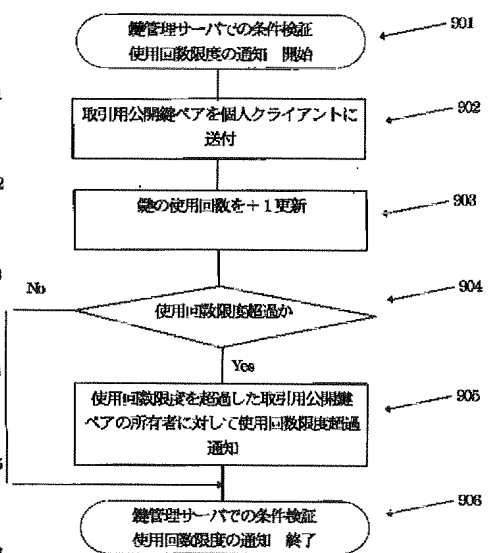 鍵管理サーバでの条件検証
使用回数限度の通知 開始
901
取引用公開鍵ペアを個人クライアントに
送付
902
鍵の使用回数を+1更新
903
使用回数限度超過か
904
No
Yes
使用回数限度を超過した取引用公開鍵
ペアの所有者に対して使用回数限度超過
通知
905
鍵管理サーバでの条件検証
使用回数限度の通知 終了
906